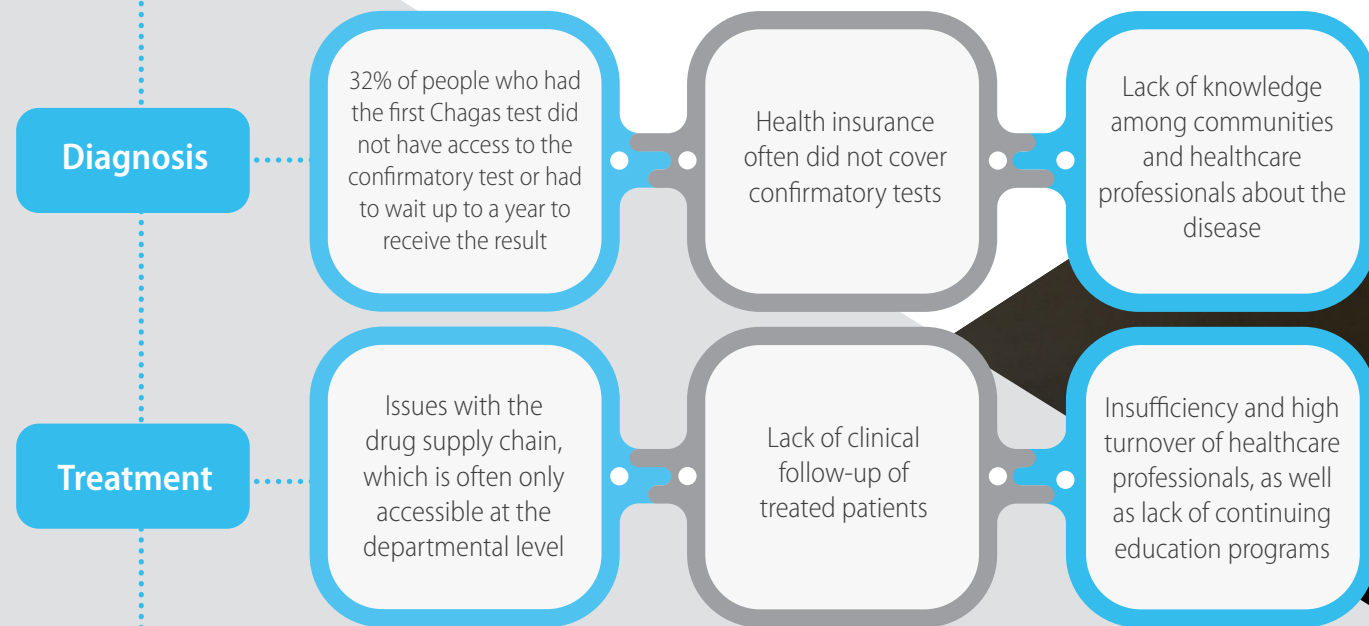 Diagnosis
32% of people who had
the first Chagas test did
not have access to the
confirmatory test or had
to wait up to a year to
receive the result
Health insurance
often did not cover
confirmatory tests
Lack of knowledge
among communities
and healthcare
professionals about the
disease
Treatment
Issues with the
drug supply chain,
which is often only
accessible at the
departmental level
Lack of clinical
follow-up of
treated patients
Insufficiency and high
turnover of healthcare
professionals, as well
as lack of continuing
education programs